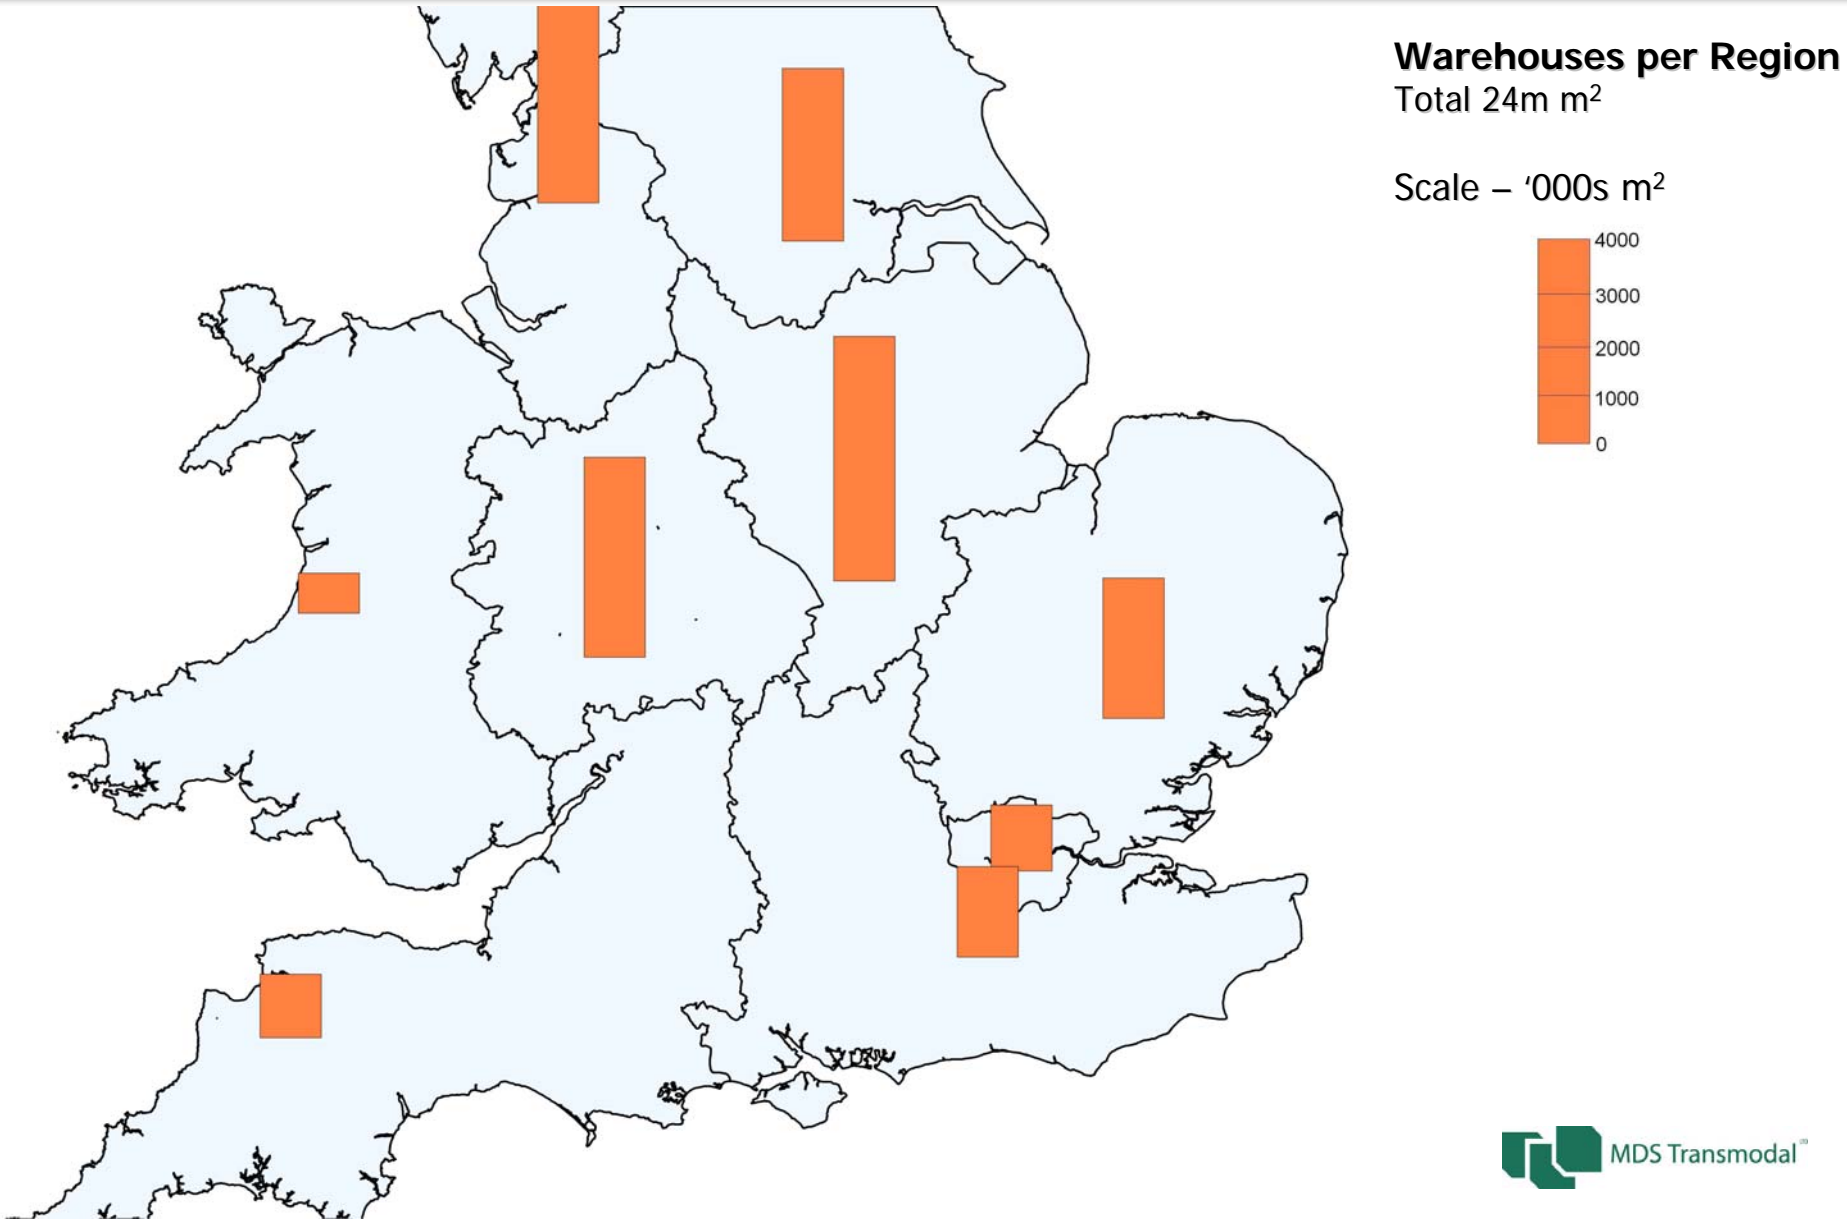 Warehouses per Region
Total 24m m²
Scale – ‘000s m²
4000
3000
2000
1000
0
MDS Transmodal